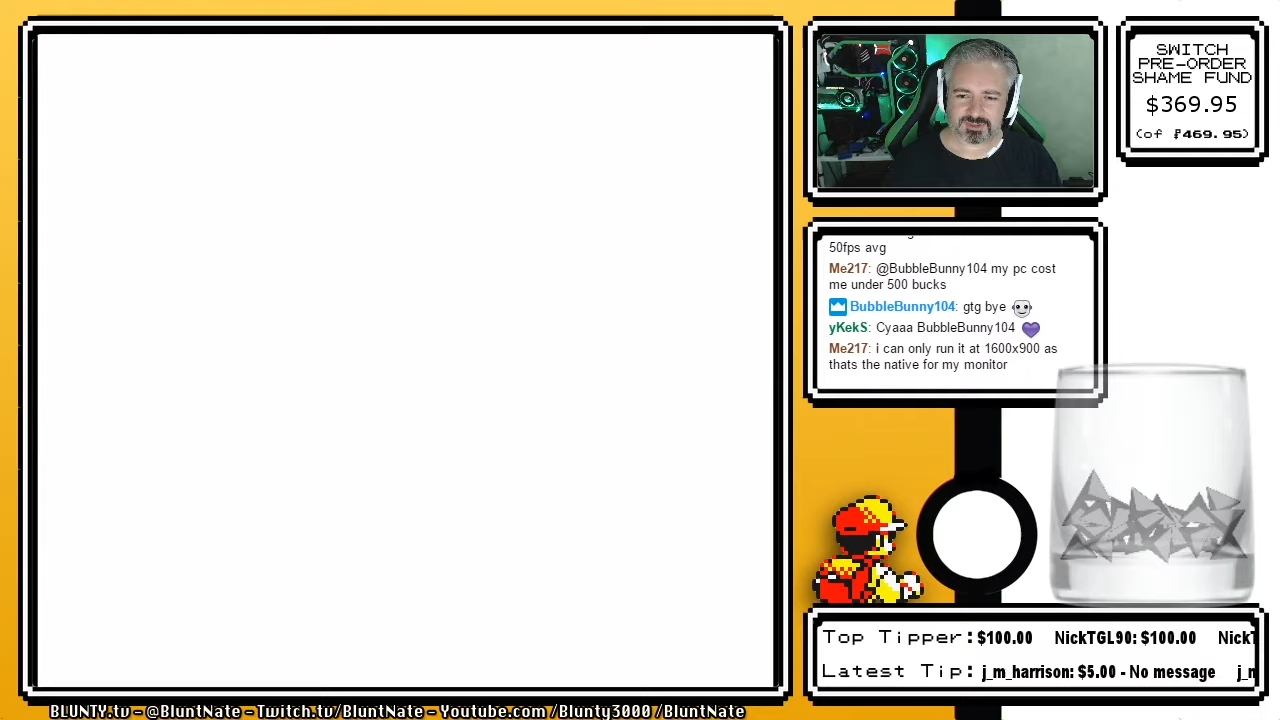 SWITCH
PRE-ORDER
SHAME FUND
$369.95
(of $469.95)
50fps avg
Me217: @BubbleBunny104 my pc cost
me under 500 bucks
BubbleBunny104: gtg bye
yKekS: Cyaaa BubbleBunny104
Me217: i can only run it at 1600x900 as
thats the native for my monitor
Top Tipper: $100.00 NickTGL90: $100.00 NickT
Latest Tip: j_m_harrison: $5.00 - No message j_m
BLUNTY.tv - @BluntNate - Twitch.tv/BluntNate - Youtube.com /Blunty3000 /BluntNate